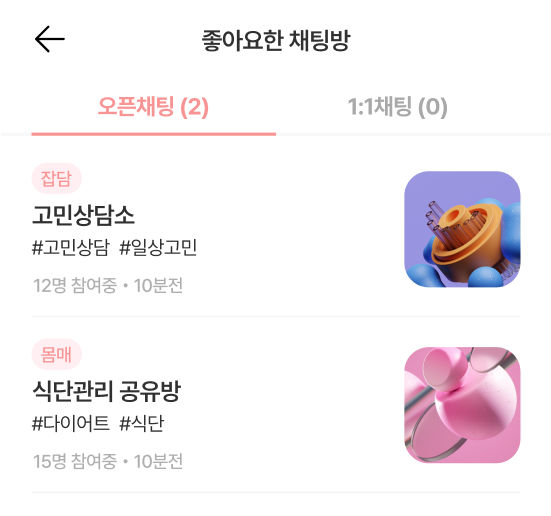 좋아요한 채팅방
오픈채팅 (2) 1:1채팅 (0)
잡담
고민상담소
#고민상담 #일상고민
12명 참여중 • 10분전
몸매
식단관리 공유방
#다이어트 #식단
15명 참여중 • 10분전